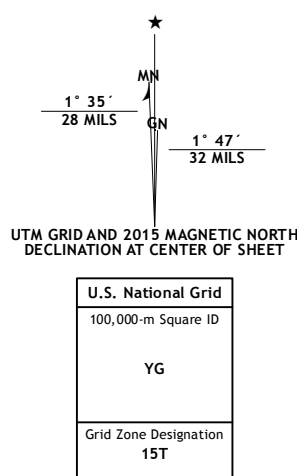 ★
MN
1° 35´
28 MILS
GN
1° 47´
32 MILS
UTM GRID AND 2015 MAGNETIC NORTH
DECLINATION AT CENTER OF SHEET
U.S. National Grid
100,000-m Square ID
YG
Grid Zone Designation
15T